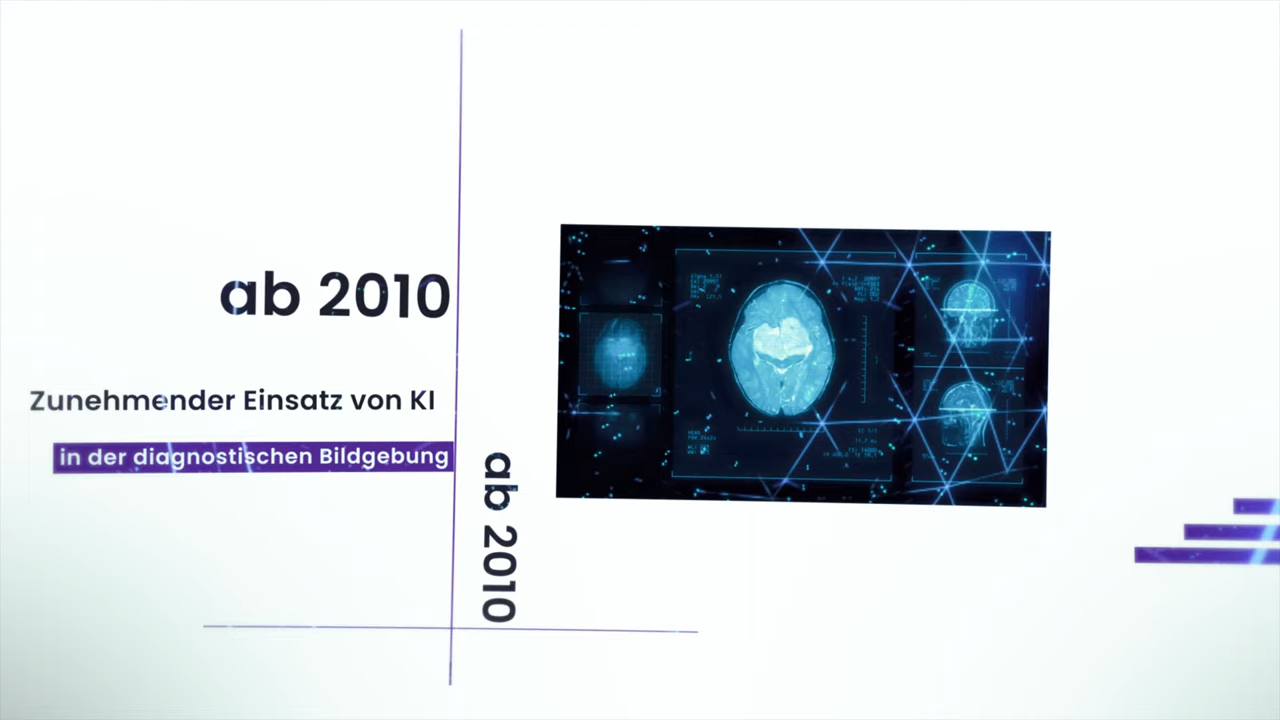 ab 2010
Zunehmender Einsatz von KI
in der diagnostischen Bildgebung
ab 2010